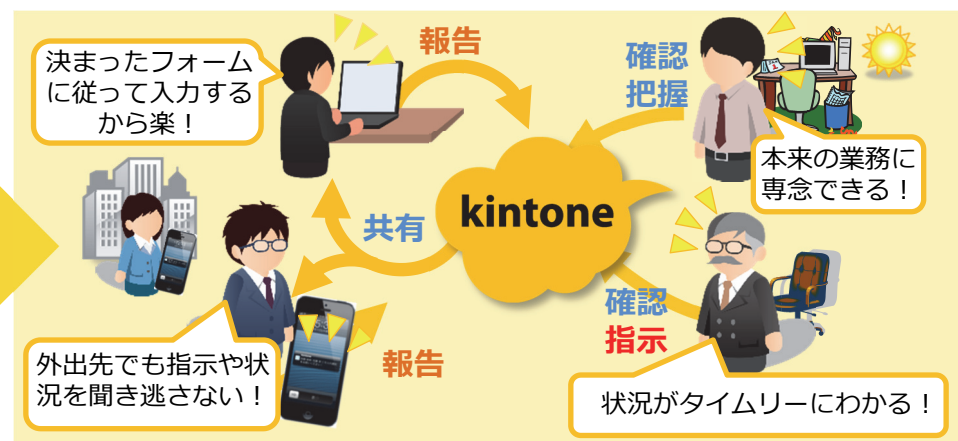 決まったフォーム
に従って入力する
から楽！
報告
確認
把握
本来の業務に
専念できる！
kintone
共有
確認
指示
報告
外出先でも指示や状
況を聞き逃さない！
状況がタイムリーにわかる！